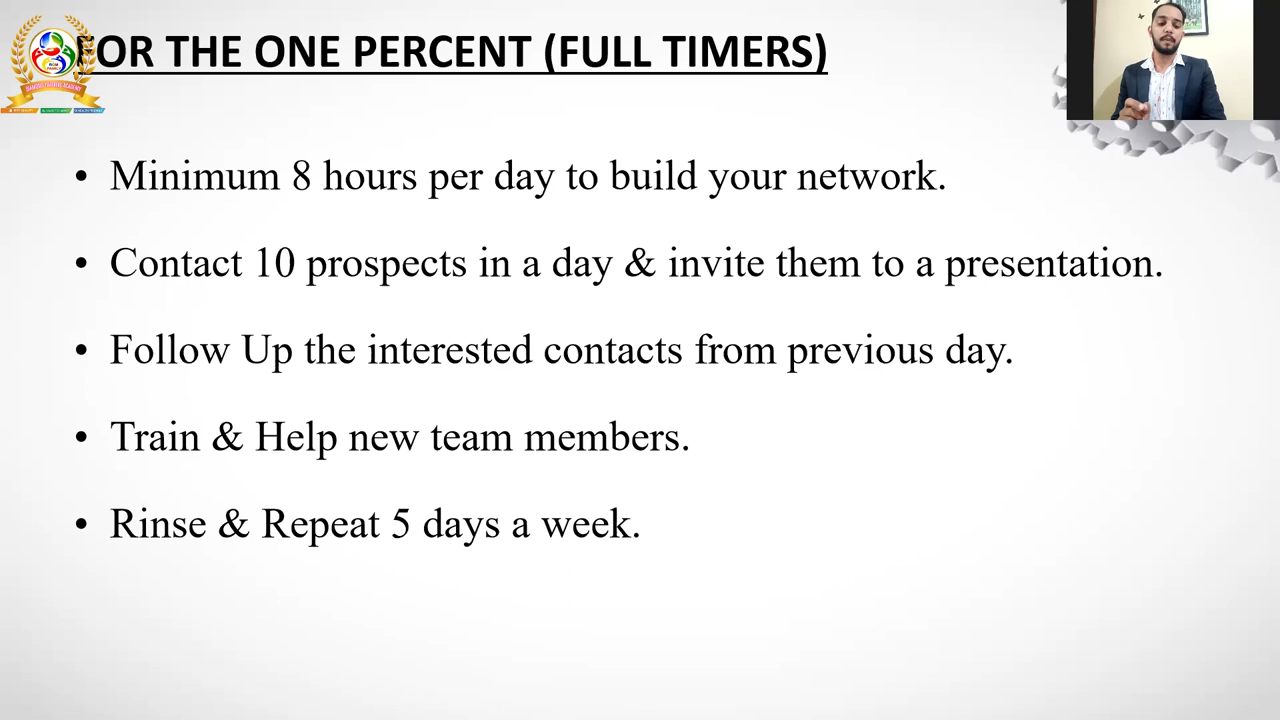 FOR THE ONE PERCENT (FULL TIMERS)
• Minimum 8 hours per day to build your network.
• Contact 10 prospects in a day & invite them to a presentation.
• Follow Up the interested contacts from previous day.
• Train & Help new team members.
• Rinse & Repeat 5 days a week.